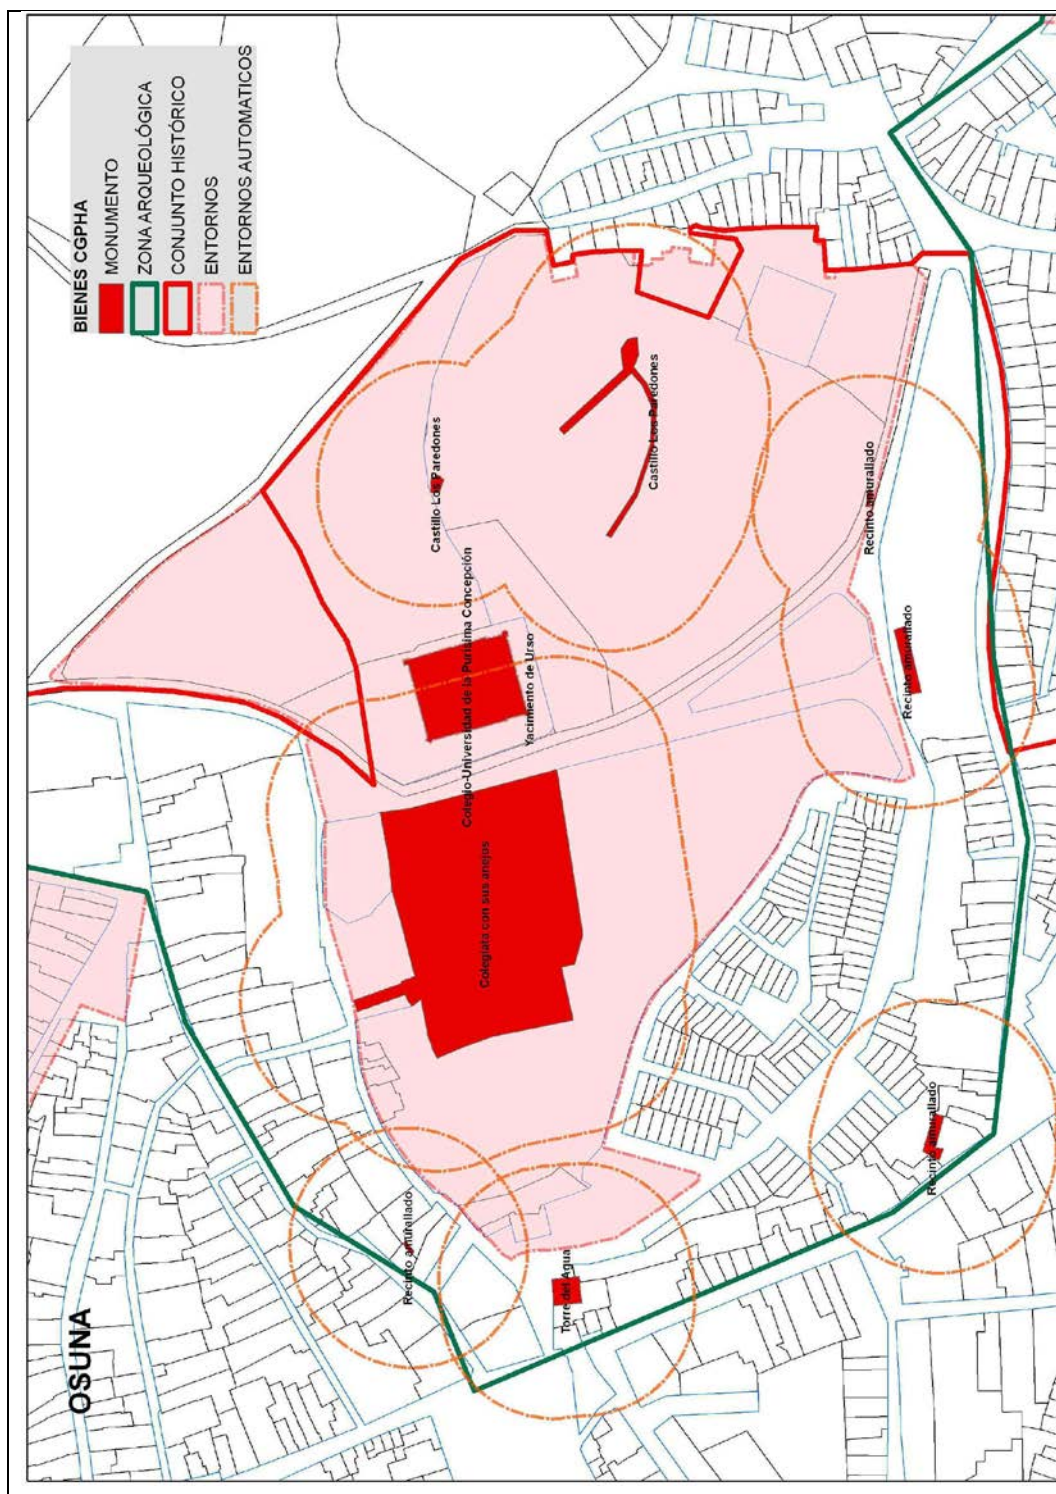 OSUNA
BIENES CGPHA
MONUMENTO
ZONA ARQUEOLÓGICA
CONJUNTO HISTÓRICO
ENTORNOS
ENTORNOS AUTOMATICOS
Recinto amurallado
Castillo Los Paredones
Colegio-Universidad de la Purísima Concepción
Colegiata con sus anejos
Yacimiento de Urso
Torre del Agua
Castillo Los Paredones
Recinto amurallado
Recinto amurallado
Recinto amurallado